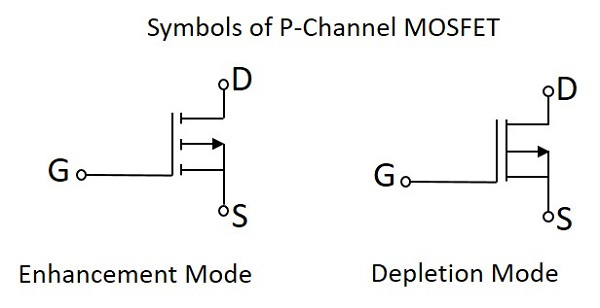 Symbols of P-Channel MOSFET
D
G
S
Enhancement Mode
D
G
S
Depletion Mode